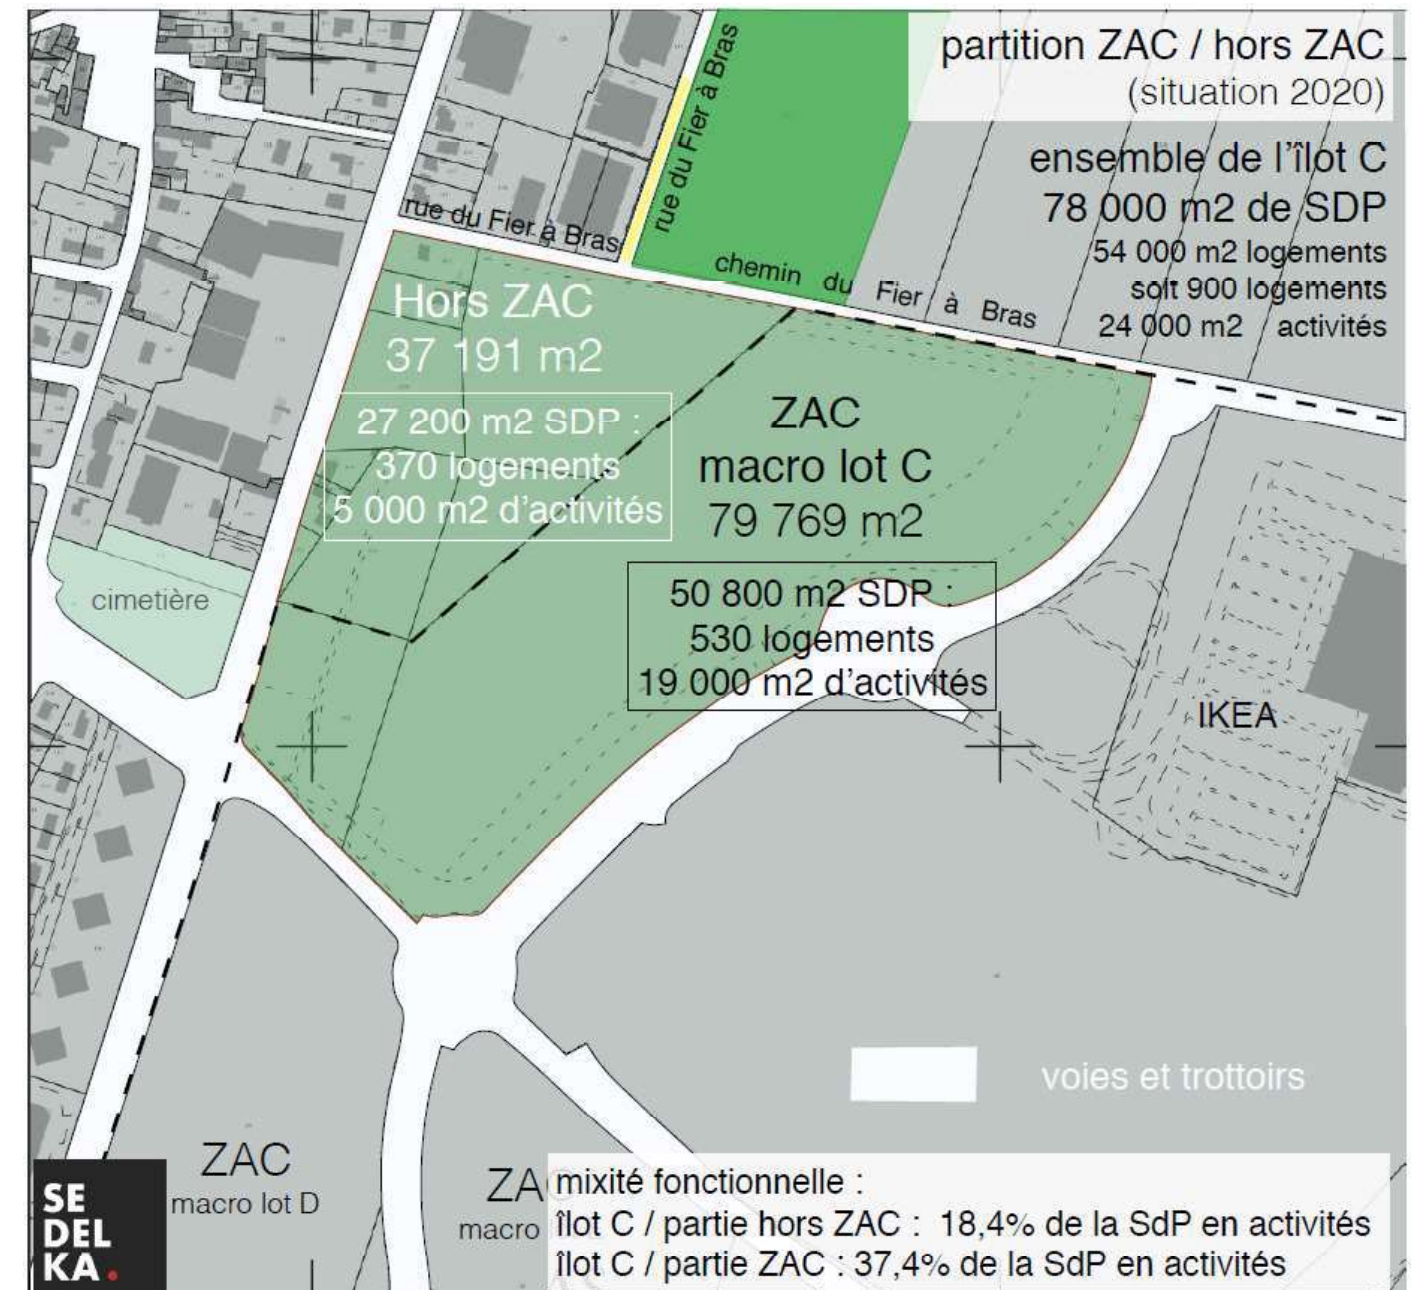 partition ZAC / hors ZAC
(situation 2020)
ensemble de l'îlot C
78 000 m2 de SDP
54 000 m2 logements
soit 900 logements
24 000 m2 activités
rue du Fier à Bras
rue du Fier à Bras
chemin du Fier à Bras
Hors ZAC
37 191 m2
27 200 m2 SDP :
370 logements
5 000 m2 d'activités
ZAC
macro lot C
79 769 m2
50 800 m2 SDP :
530 logements
19 000 m2 d'activités
cimetière
IKEA
voies et trottoirs
ZAC
macro lot D
ZA
macro
mixité fonctionnelle :
îlot C / partie hors ZAC : 18,4% de la SdP en activités
îlot C / partie ZAC : 37,4% de la SdP en activités
SE
DEL
KA.